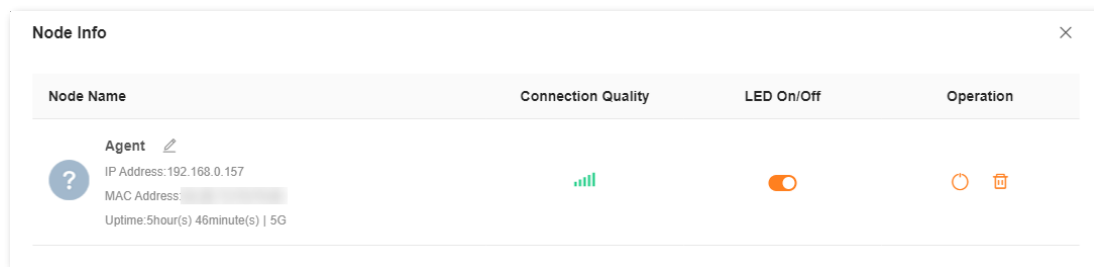 Node Info
Node Name Connection Quality LED On/Off Operation
Agent
IP Address:192.168.0.157
MAC Address:
Uptime:5hour(s) 46minute(s) | 5G